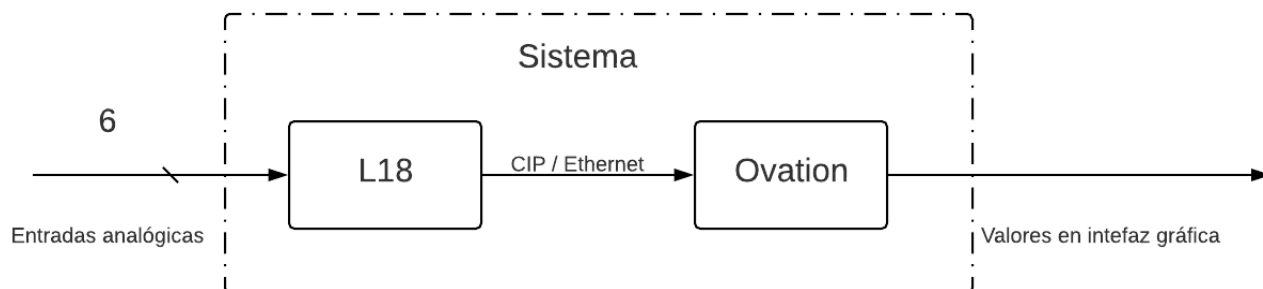 Sistema
6
L18
CIP / Ethernet
Ovation
Entradas analógicas
Valores en intefaz gráfica